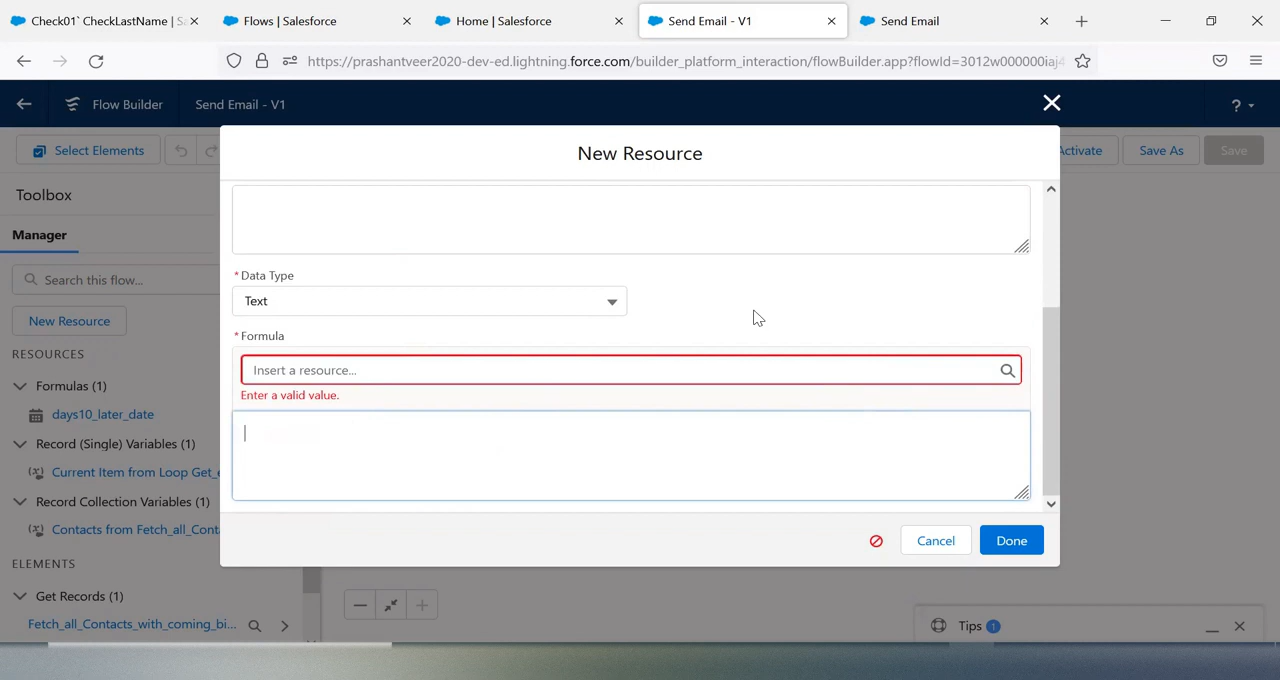 Check01` CheckLastName | Sa
Flows | Salesforce
Home | Salesforce
Send Email - V1
Send Email
https://prashantveer2020-dev-ed.lightning.force.com/builder_platform_interaction/flowBuilder.app?flowId=3012w000000iaj4
Flow Builder
Send Email - V1
?
Select Elements
Activate
Save As
Save
New Resource
Toolbox
Manager
Search this flow...
New Resource
RESOURCES
Formulas (1)
days10_later_date
Record (Single) Variables (1)
Current Item from Loop Get_e
Record Collection Variables (1)
Contacts from Fetch_all_Conta
ELEMENTS
Get Records (1)
Fetch_all_Contacts_with_coming_bi...
* Data Type
Text
* Formula
Insert a resource...
Enter a valid value.
Cancel
Done
Tips 1